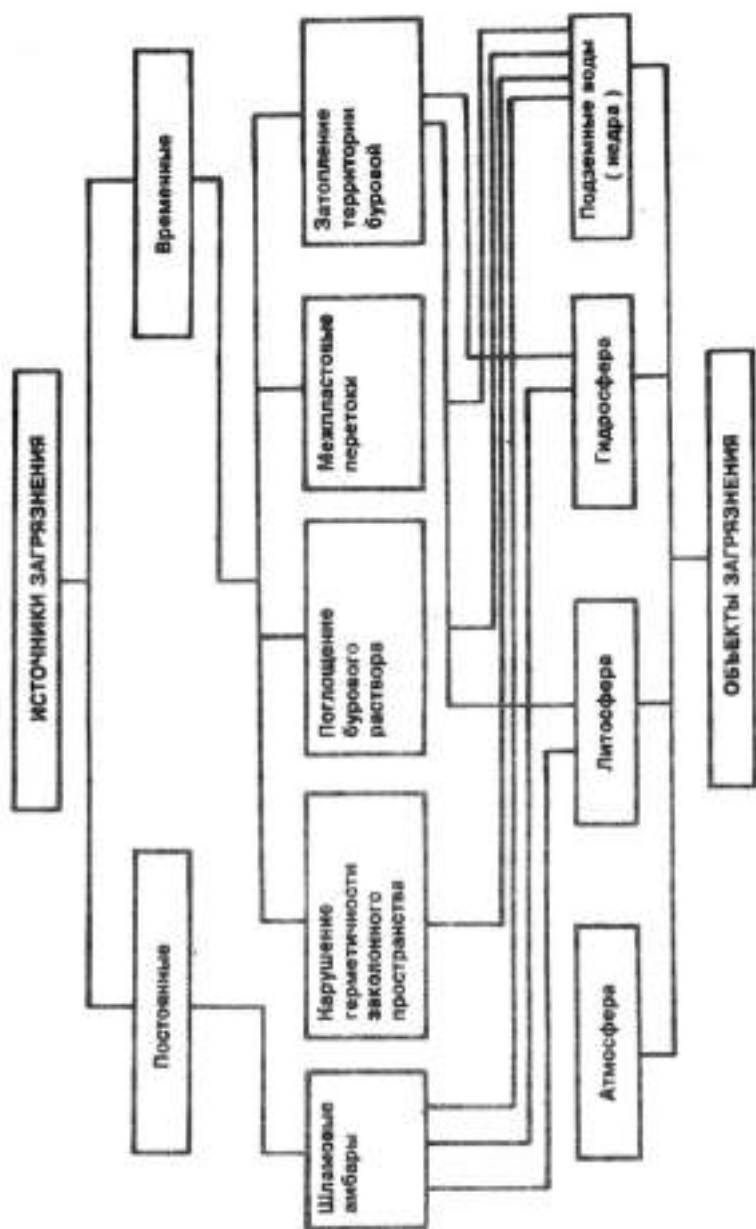 ИСТОЧНИКИ ЗАГРЯЗНЕНИЯ
Постоянные
Временные
Шламовые
амбары
Нарушение
герметичности
заколонного
пространства
Поглощение
бурового
раствора
Межпластовые
перетоки
Затопление
территории
буровой
Атмосфера
Литосфера
Гидросфера
Подземные воды
( недра )
ОБЪЕКТЫ ЗАГРЯЗНЕНИЯ